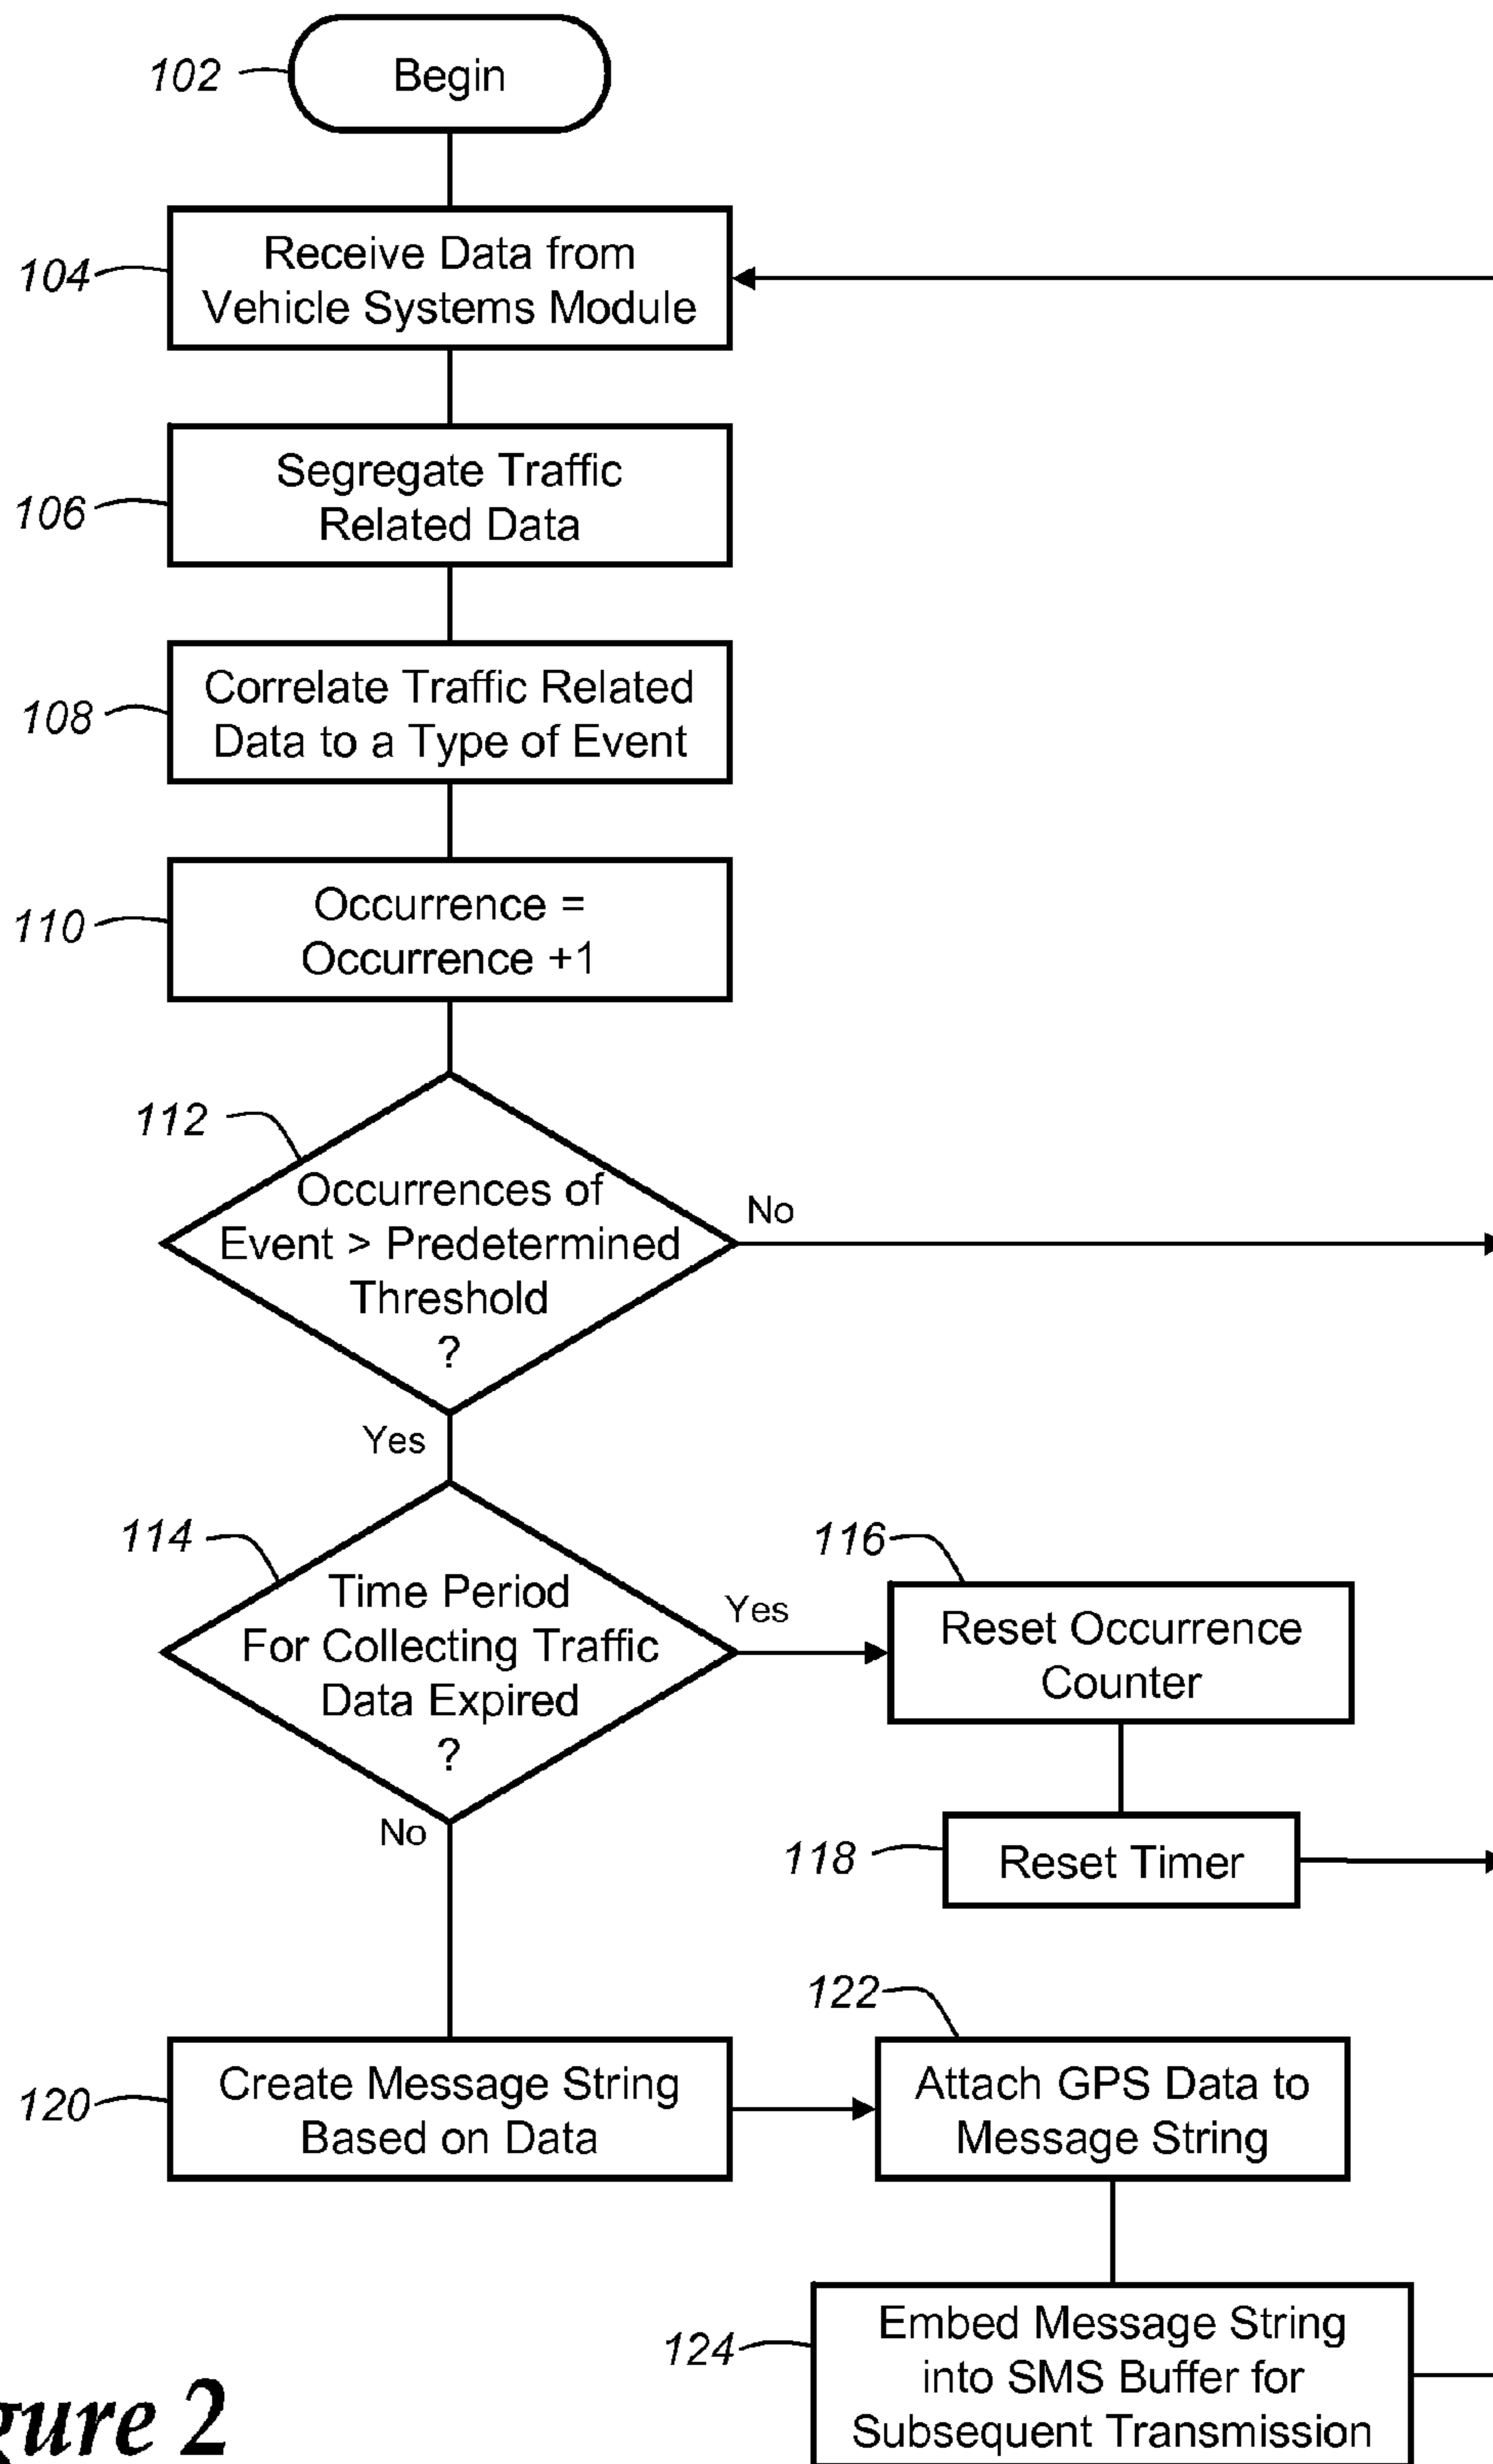 102
Begin
104
Receive Data from
Vehicle Systems Module
106
Segregate Traffic
Related Data
108
Correlate Traffic Related
Data to a Type of Event
110
Occurrence =
Occurrence +1
112
Occurrences of
Event > Predetermined
Threshold
?
No
Yes
114
Time Period
For Collecting Traffic
Data Expired
?
Yes
116
Reset Occurrence
Counter
118
Reset Timer
No
120
Create Message String
Based on Data
122
Attach GPS Data to
Message String
124
Embed Message String
into SMS Buffer for
Subsequent Transmission
gure 2